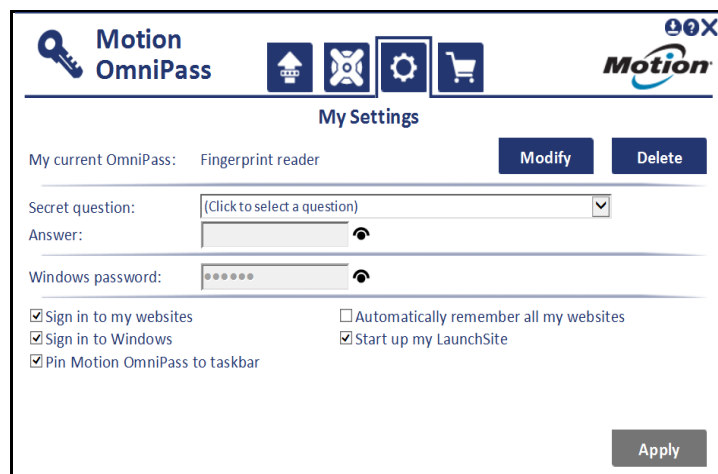 Motion
OmniPass
Motion
My Settings
My current OmniPass: Fingerprint reader Modify Delete
Secret question: (Click to select a question)
Answer:
Windows password: ●●●●●●
Sign in to my websites Automatically remember all my websites
Sign in to Windows Start up my LaunchSite
Pin Motion OmniPass to taskbar
Apply